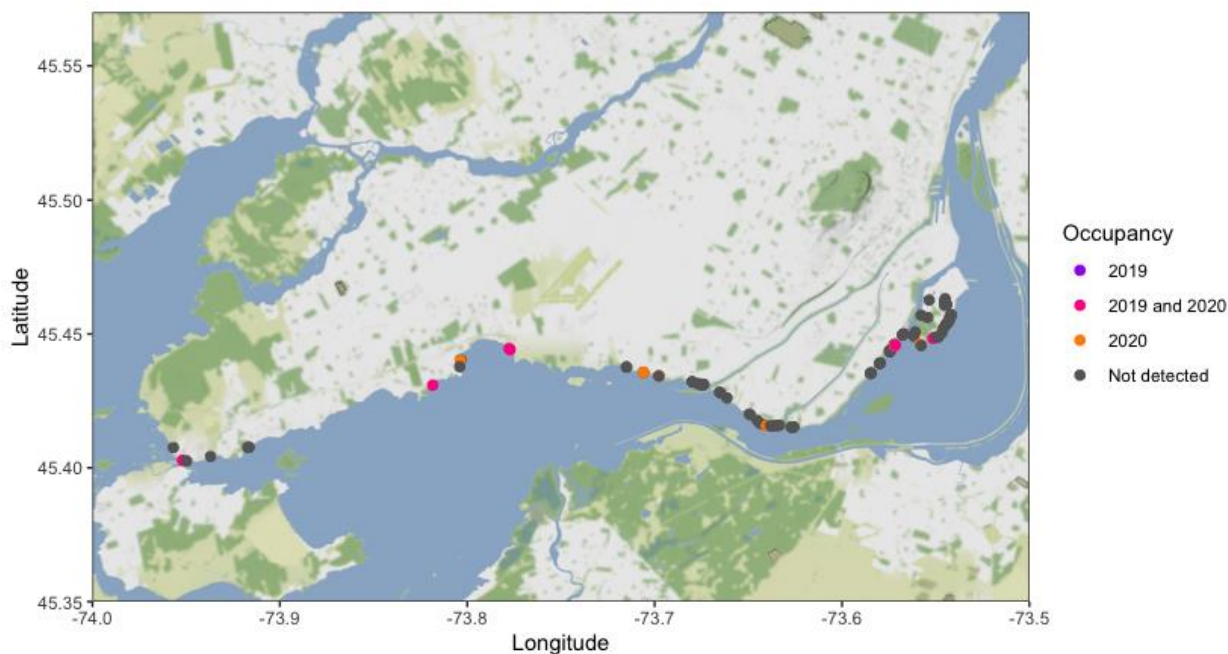 45.55
45.50
45.45
45.40
45.35
-74.0
-73.9
-73.8
-73.7
-73.6
-73.5
Latitude
Longitude
Occupancy
2019
2019 and 2020
2020
Not detected